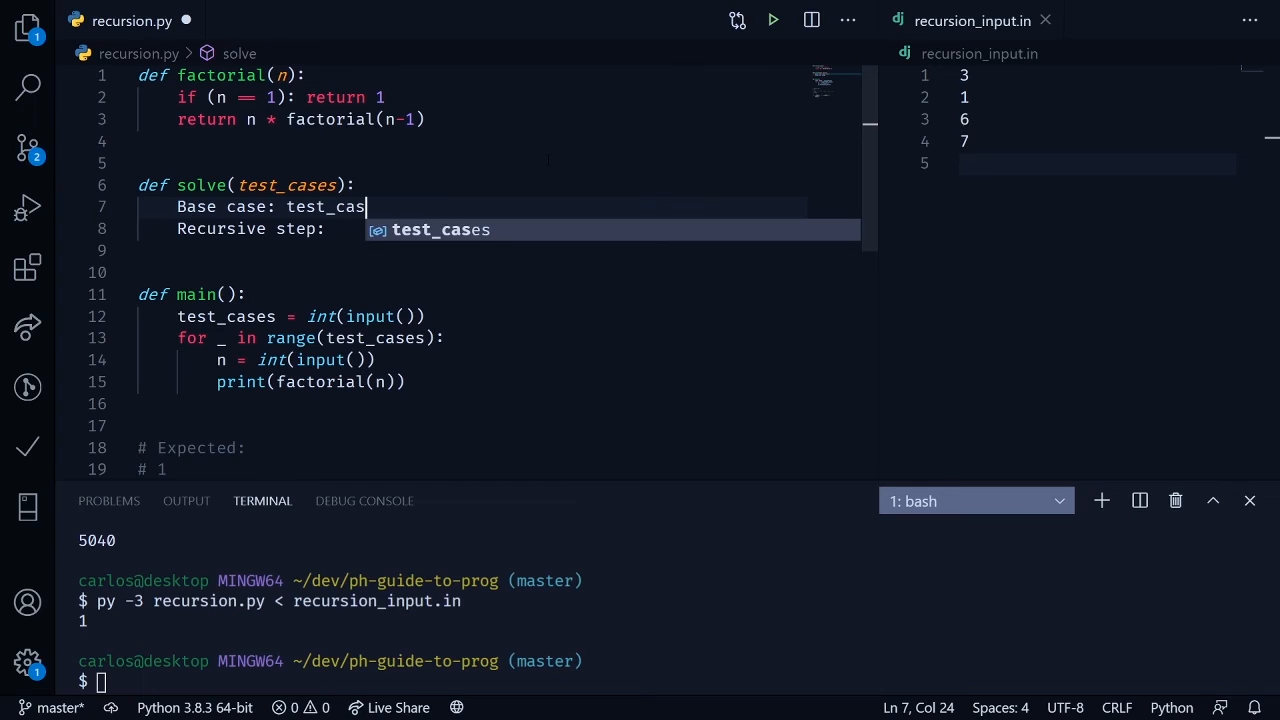 recursion.py
recursion_input.in
recursion.py > solve
recursion_input.in
1 def factorial(n):
2 if (n == 1): return 1
3 return n * factorial(n-1)
4
5
6 def solve(test_cases):
7 Base case: test_cas
test_cases
8 Recursive step:
9
10
11 def main():
12 test_cases = int(input())
13 for _ in range(test_cases):
14 n = int(input())
15 print(factorial(n))
16
17
18 # Expected:
19 # 1
1 3
2 1
3 6
4 7
5
1
2
1
PROBLEMS OUTPUT TERMINAL DEBUG CONSOLE
1: bash
5040
carlos@desktop MINGW64 ~/dev/ph-guide-to-prog (master)
$ py -3 recursion.py < recursion_input.in
1
carlos@desktop MINGW64 ~/dev/ph-guide-to-prog (master)
$
master* Python 3.8.3 64-bit 0 0 Live Share Ln 7, Col 24 Spaces: 4 UTF-8 CRLF Python